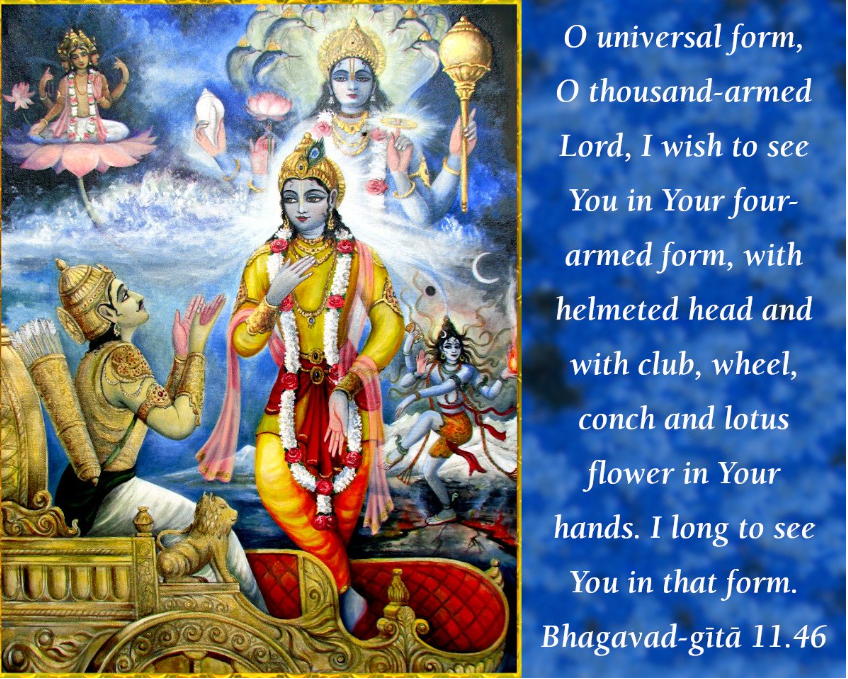 O universal form,
O thousand-armed
Lord, I wish to see
You in Your four-
armed form, with
helmeted head and
with club, wheel,
conch and lotus
flower in Your
hands. I long to see
You in that form.
Bhagavad-gītā 11.46